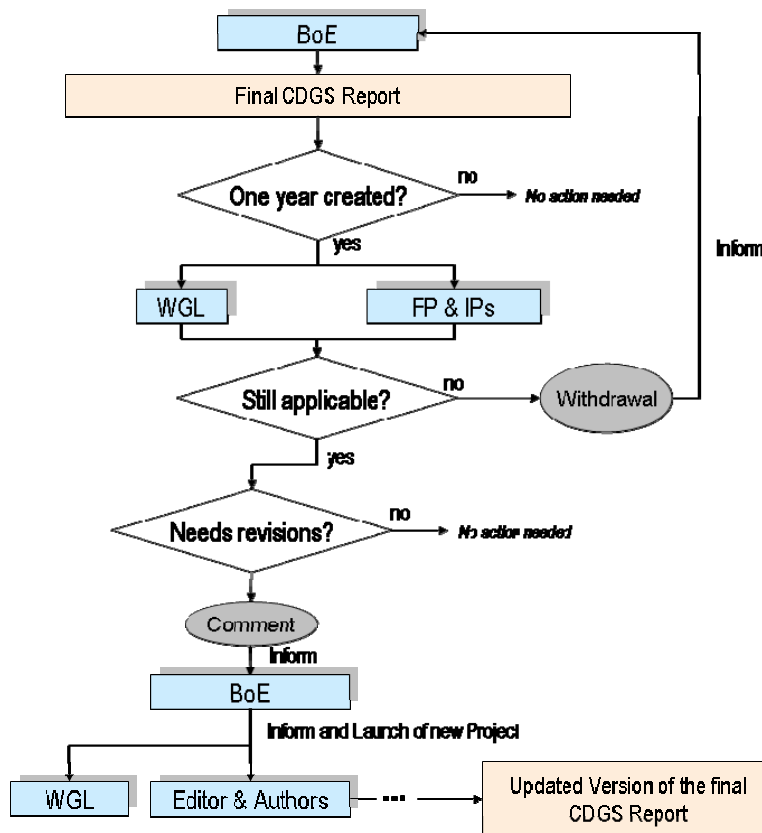 BoE
Final CDGS Report
One year created?
no
No action needed
yes
Inform
WGL
FP & IPs
Still applicable?
no
Withdrawal
yes
Needs revisions?
no
No action needed
Comment
Inform
BoE
Inform and Launch of new Project
WGL
Editor & Authors
...
Updated Version of the final
CDGS Report